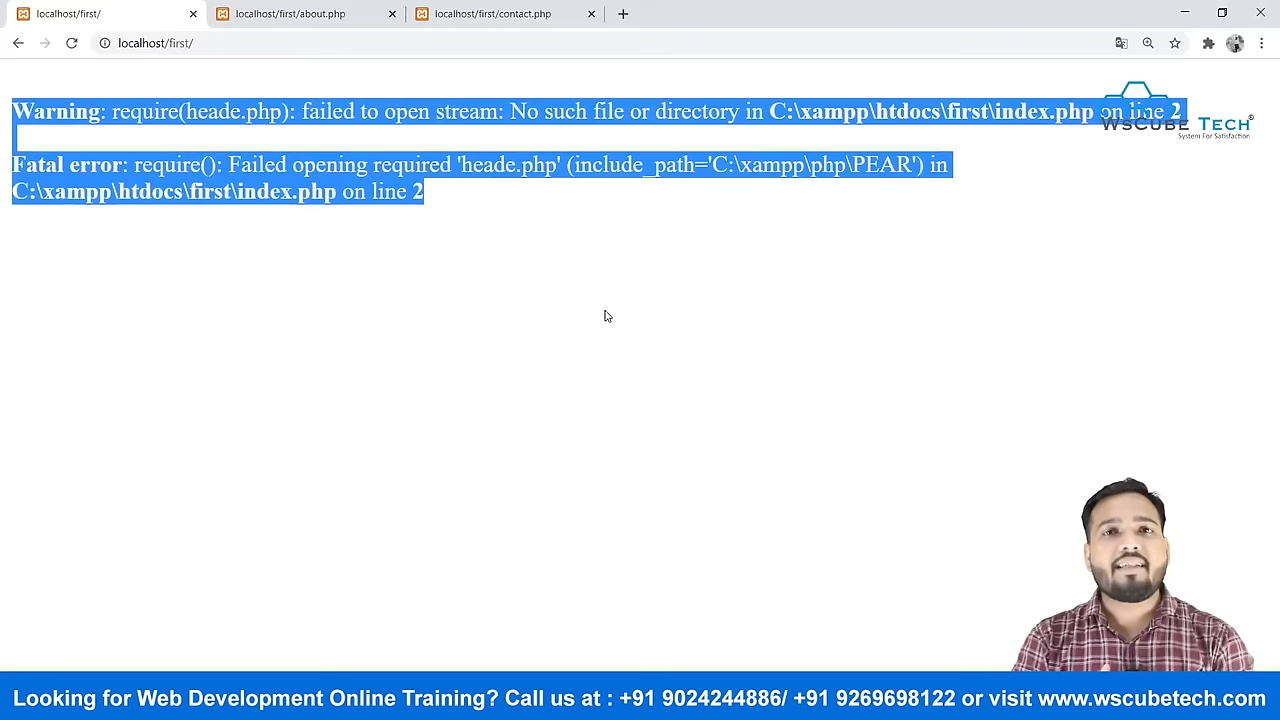 localhost/first/
localhost/first/about.php
localhost/first/contact.php
localhost/first/
Warning: require(heade.php): failed to open stream: No such file or directory in C:\xampp\htdocs\first\index.php on line 2
Fatal error: require(): Failed opening required 'heade.php' (include_path='C:\xampp\php\PEAR') in
C:\xampp\htdocs\first\index.php on line 2
WsCube Tech®
System For Satisfaction
Looking for Web Development Online Training? Call us at : +91 9024244886/ +91 9269698122 or visit www.wscubetech.com